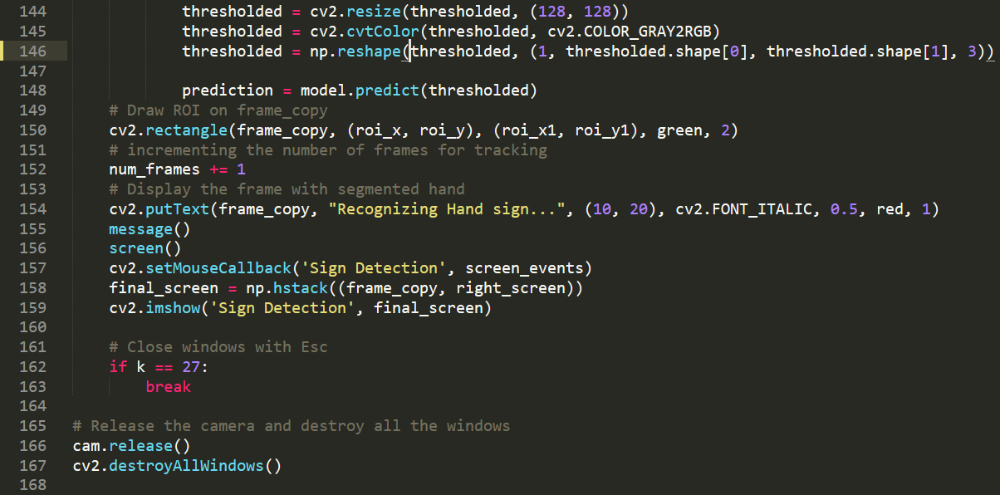 144 thresholded = cv2.resize(thresholded, (128, 128))
145 thresholded = cv2.cvtColor(thresholded, cv2.COLOR_GRAY2RGB)
146 thresholded = np.reshape(thresholded, (1, thresholded.shape[0], thresholded.shape[1], 3))
147
148 prediction = model.predict(thresholded)
149 # Draw ROI on frame_copy
150 cv2.rectangle(frame_copy, (roi_x, roi_y), (roi_x1, roi_y1), green, 2)
151 # incrementing the number of frames for tracking
152 num_frames += 1
153 # Display the frame with segmented hand
154 cv2.putText(frame_copy, "Recognizing Hand sign...", (10, 20), cv2.FONT_ITALIC, 0.5, red, 1)
155 message()
156 screen()
157 cv2.setMouseCallback('Sign Detection', screen_events)
158 final_screen = np.hstack((frame_copy, right_screen))
159 cv2.imshow('Sign Detection', final_screen)
160
161 # Close windows with Esc
162 if k == 27:
163 break
164
165 # Release the camera and destroy all the windows
166 cam.release()
167 cv2.destroyAllWindows()
168